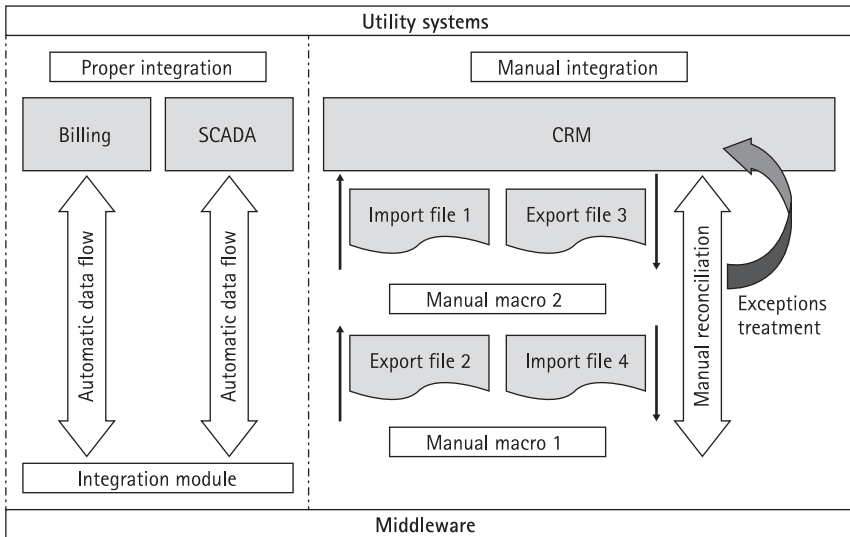 Utility systems
Proper integration
Manual integration
Billing
SCADA
CRM
Automatic data flow
Automatic data flow
Import file 1
Export file 3
Manual macro 2
Export file 2
Import file 4
Manual macro 1
Manual reconciliation
Exceptions
treatment
Integration module
Middleware